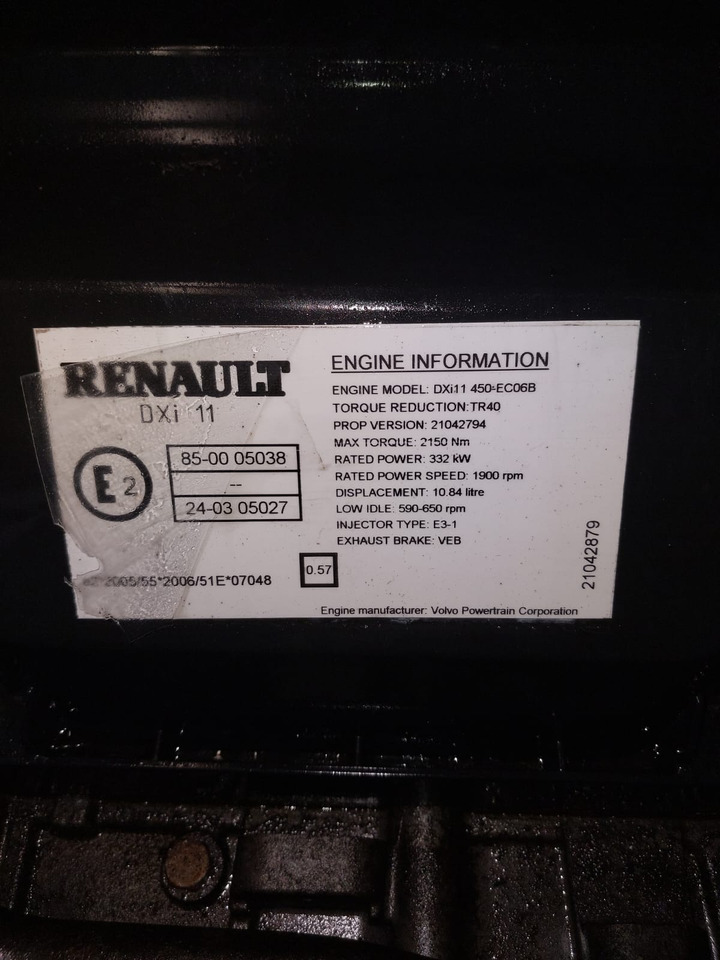 RENAULT
DXi 11
E2
85-00 05038
--
24-03 05027
2005/55*2006/51E*07048
0.57
ENGINE INFORMATION
ENGINE MODEL: DXi11 450-EC06B
TORQUE REDUCTION:TR40
PROP VERSION: 21042794
MAX TORQUE: 2150 Nm
RATED POWER: 332 kW
RATED POWER SPEED: 1900 rpm
DISPLACEMENT: 10.84 litre
LOW IDLE: 590-650 rpm
INJECTOR TYPE: E3-1
EXHAUST BRAKE: VEB
21042879
Engine manufacturer: Volvo Powertrain Corporation